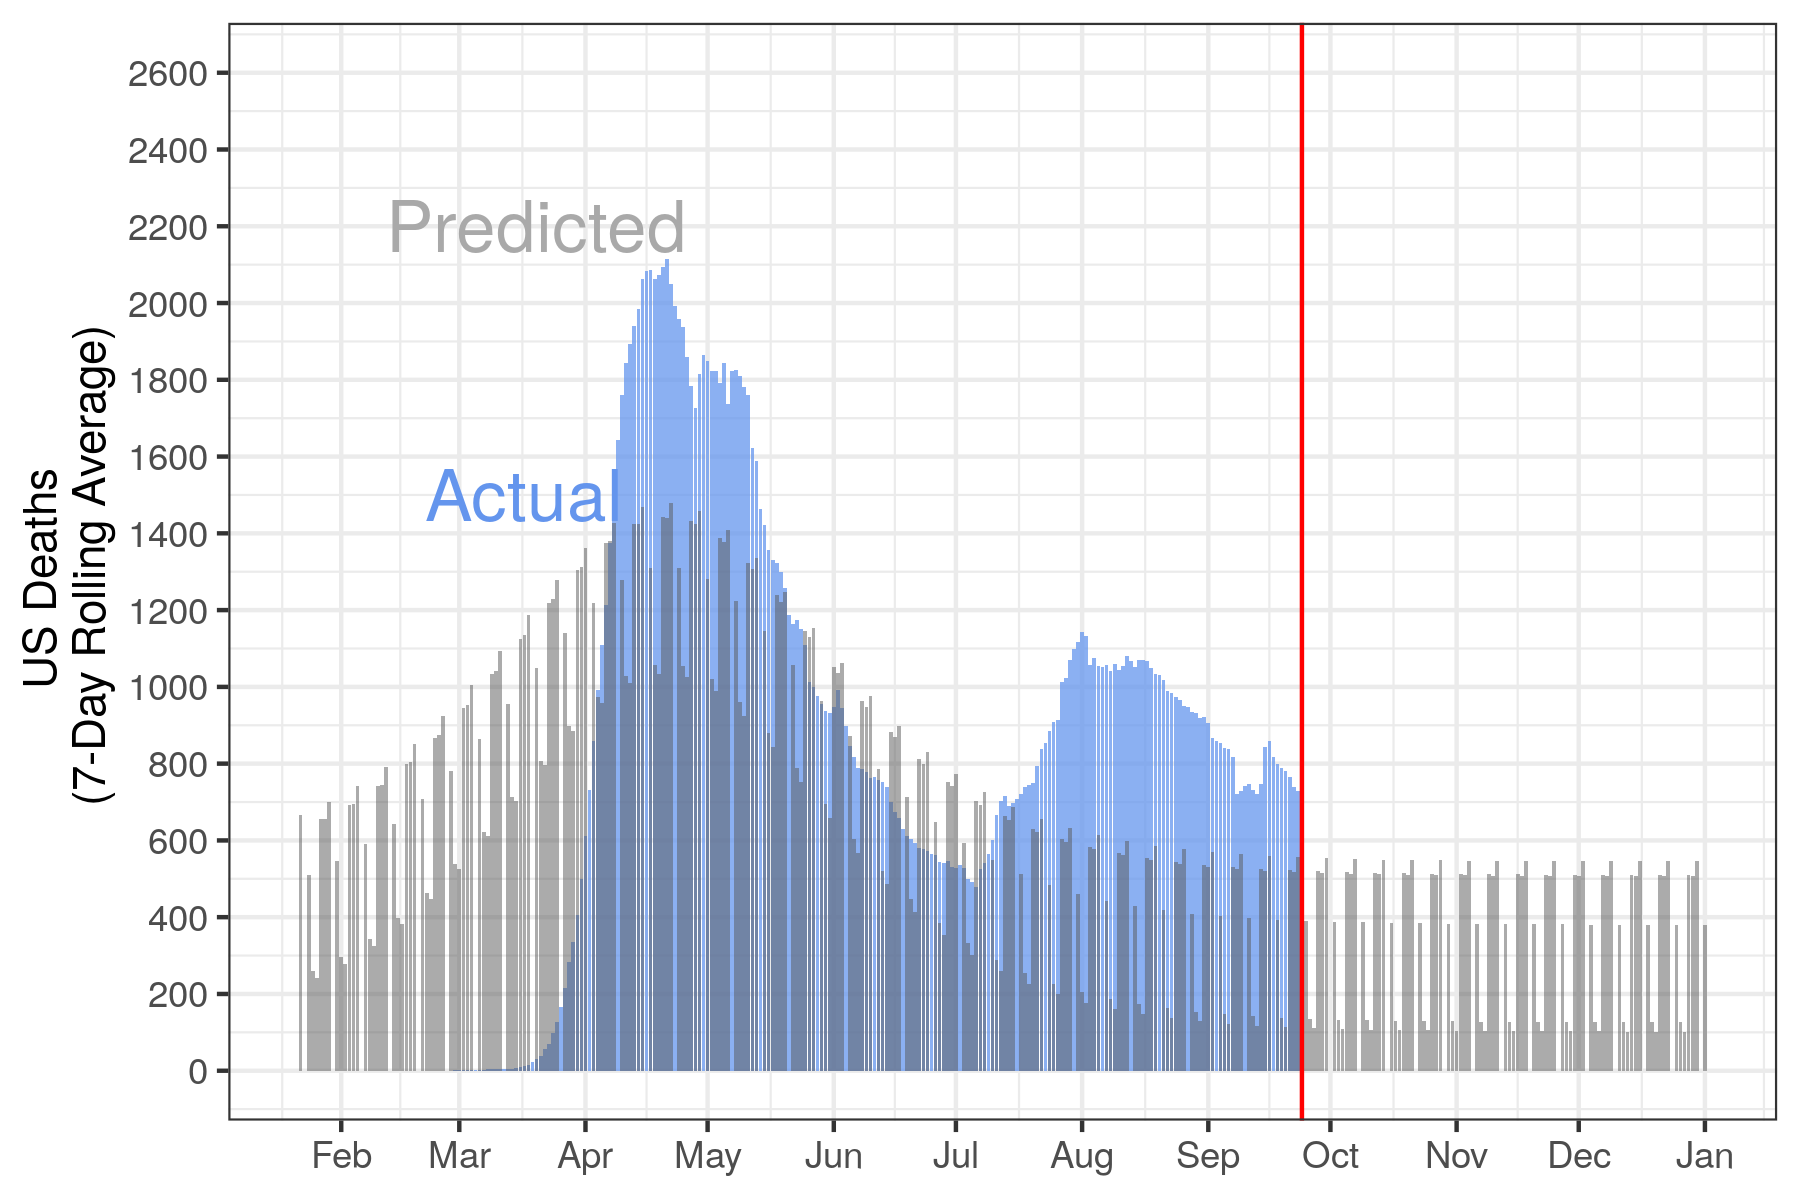 US Deaths
(7-Day Rolling Average)
2600
2400
2200
2000
1800
1600
1400
1200
1000
800
600
400
200
0
Predicted
Actual
Feb Mar Apr May Jun Jul Aug Sep Oct Nov Dec Jan